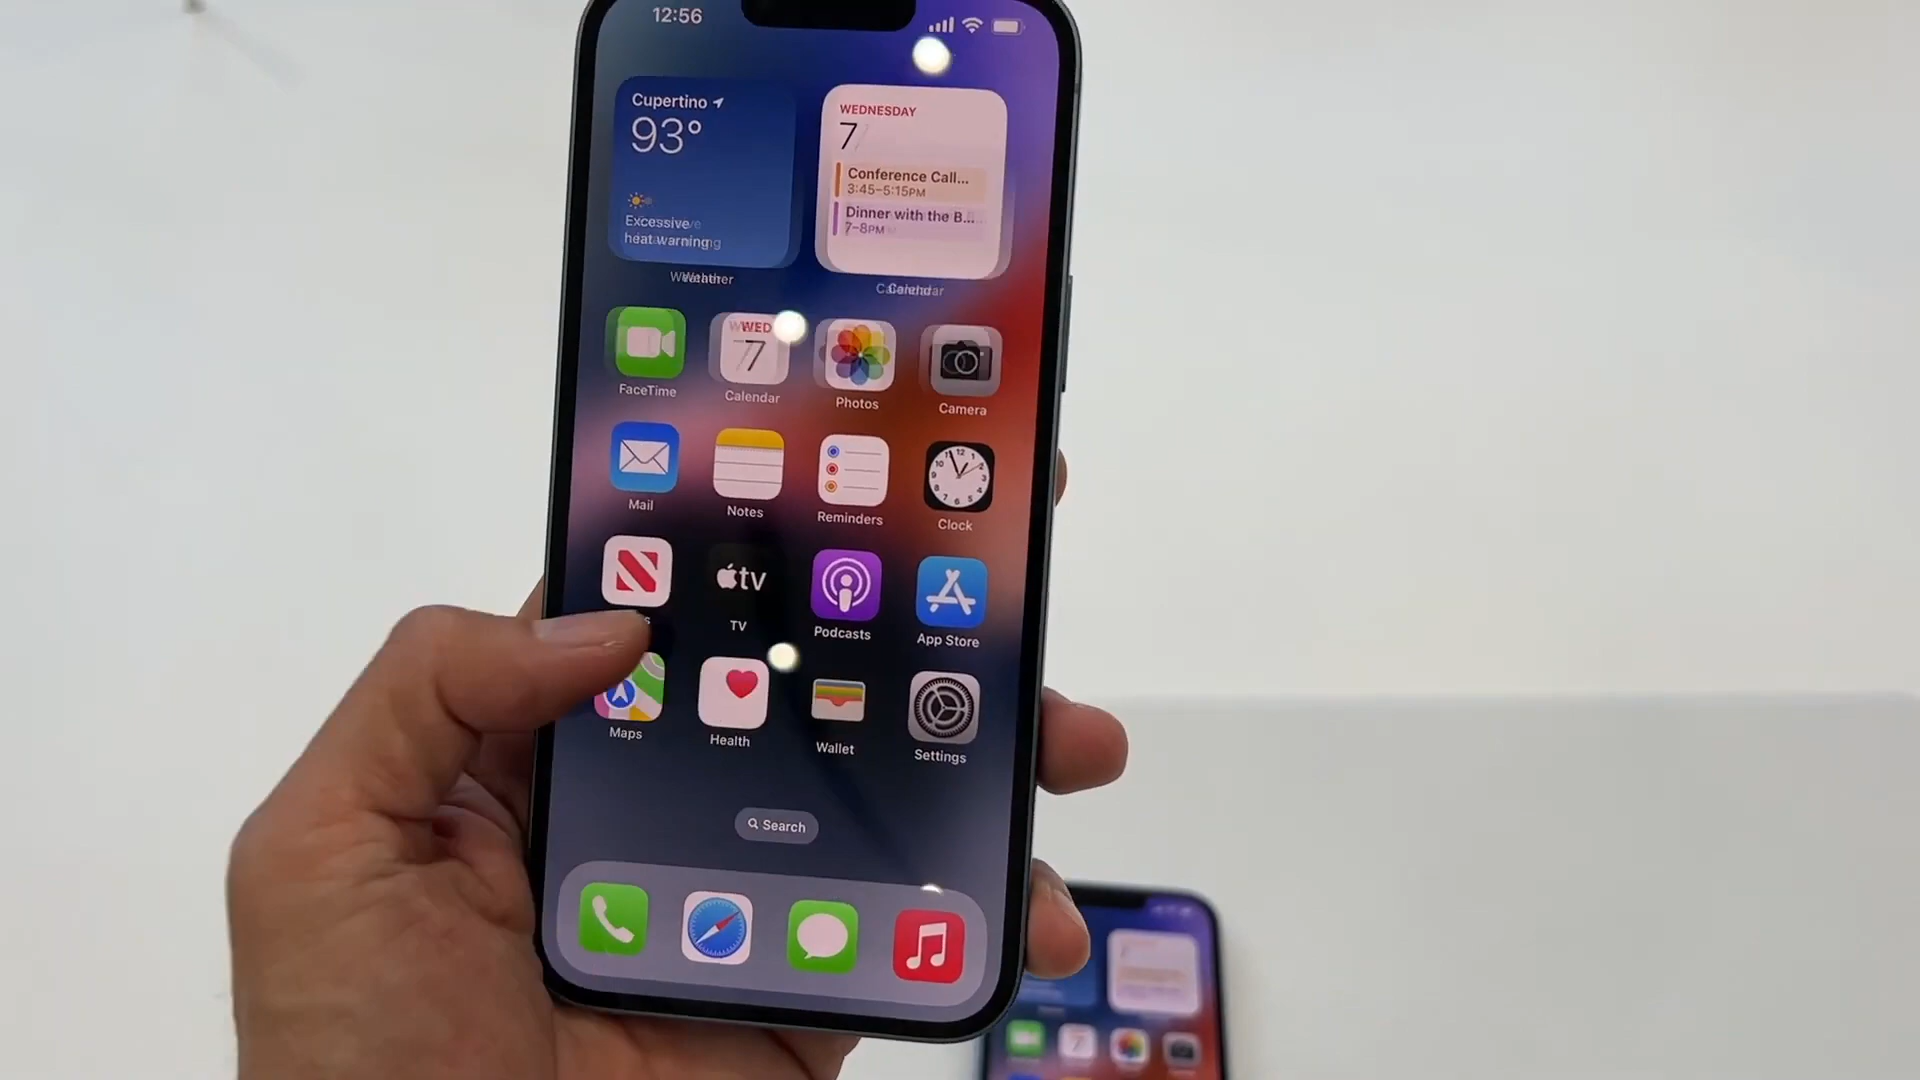 12:56
Cupertino
93°
Excessive
heat warning
Weather
WEDNESDAY
7
Conference Call...
3:45–5:15PM
Dinner with the B...
7–8PM
Calendar
FaceTime
WED
7
Calendar
Photos
Camera
Mail
Notes
Reminders
Clock
tv
TV
Podcasts
App Store
Maps
Health
Wallet
Settings
Search